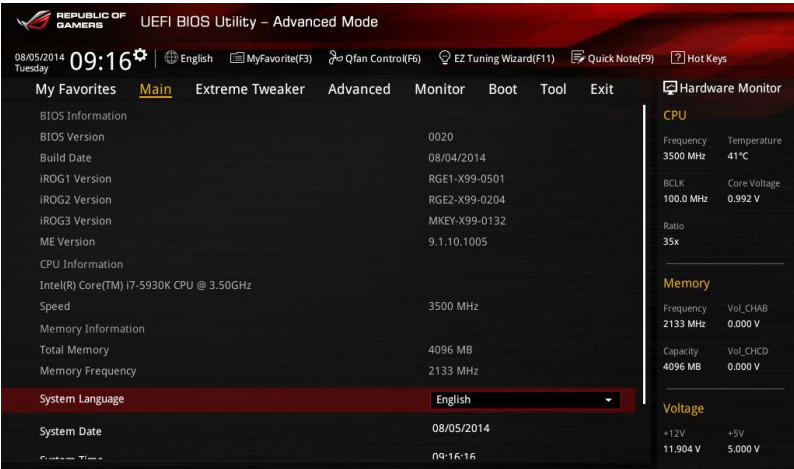 REPUBLIC OF
GAMERS
UEFI BIOS Utility – Advanced Mode
08/05/2014
Tuesday
09:16
English
MyFavorite(F3)
Qfan Control(F6)
EZ Tuning Wizard(F11)
Quick Note(F9)
? Hot Keys
My Favorites Main Extreme Tweaker Advanced Monitor Boot Tool Exit
BIOS Information
BIOS Version 0020
Build Date 08/04/2014
iROG1 Version RGE1-X99-0501
iROG2 Version RGE2-X99-0204
iROG3 Version MKEY-X99-0132
ME Version 9.1.10.1005
CPU Information
Intel(R) Core(TM) i7-5930K CPU @ 3.50GHz
Speed 3500 MHz
Memory Information
Total Memory 4096 MB
Memory Frequency 2133 MHz
System Language English
System Date 08/05/2014
System Time 09:16:16
Hardware Monitor
CPU
Frequency Temperature
3500 MHz 41°C
BCLK Core Voltage
100.0 MHz 0.992 V
Ratio
35x
Memory
Frequency Vol_CHAB
2133 MHz 0.000 V
Capacity Vol_CHCD
4096 MB 0.000 V
Voltage
+12V +5V
11.904 V 5.000 V